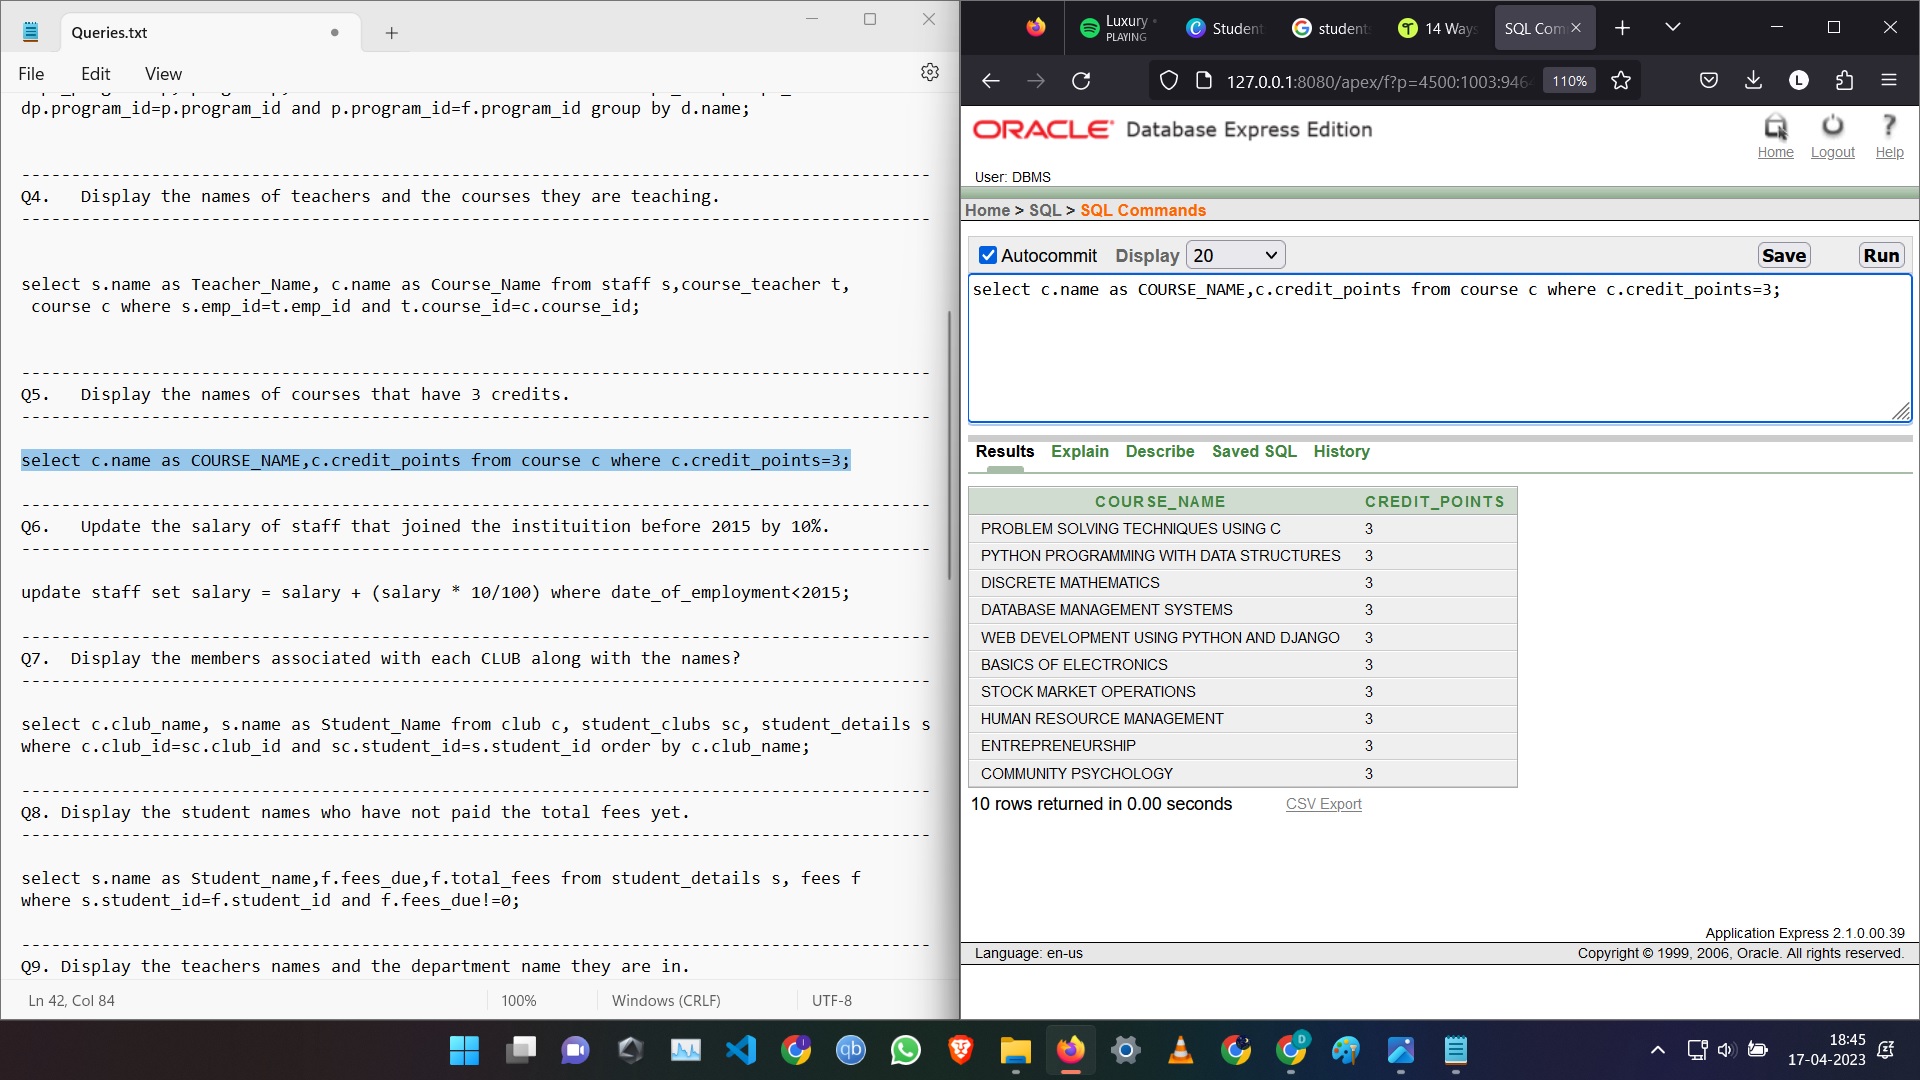 Queries.txt
File Edit View
dp.program_id=p.program_id and p.program_id=f.program_id group by d.name;
--------------------------------------------------------------------------------
Q4. Display the names of teachers and the courses they are teaching.
--------------------------------------------------------------------------------
select s.name as Teacher_Name, c.name as Course_Name from staff s,course_teacher t,
course c where s.emp_id=t.emp_id and t.course_id=c.course_id;
--------------------------------------------------------------------------------
Q5. Display the names of courses that have 3 credits.
--------------------------------------------------------------------------------
select c.name as COURSE_NAME,c.credit_points from course c where c.credit_points=3;
--------------------------------------------------------------------------------
Q6. Update the salary of staff that joined the instituition before 2015 by 10%.
--------------------------------------------------------------------------------
update staff set salary = salary + (salary * 10/100) where date_of_employment<2015;
--------------------------------------------------------------------------------
Q7. Display the members associated with each CLUB along with the names?
--------------------------------------------------------------------------------
select c.club_name, s.name as Student_Name from club c, student_clubs sc, student_details s
where c.club_id=sc.club_id and sc.student_id=s.student_id order by c.club_name;
--------------------------------------------------------------------------------
Q8. Display the student names who have not paid the total fees yet.
--------------------------------------------------------------------------------
select s.name as Student_name,f.fees_due,f.total_fees from student_details s, fees f
where s.student_id=f.student_id and f.fees_due!=0;
--------------------------------------------------------------------------------
Q9. Display the teachers names and the department name they are in.
Ln 42, Col 84 100% Windows (CRLF) UTF-8
Luxury
PLAYING
Student
student
14 Ways
SQL Com
127.0.0.1:8080/apex/f?p=4500:1003:946
110%
L
ORACLE Database Express Edition
Home Logout Help
User: DBMS
Home > SQL > SQL Commands
Autocommit Display 20 Save Run
select c.name as COURSE_NAME,c.credit_points from course c where c.credit_points=3;
Results Explain Describe Saved SQL History
COURSE_NAME CREDIT_POINTS
PROBLEM SOLVING TECHNIQUES USING C 3
PYTHON PROGRAMMING WITH DATA STRUCTURES 3
DISCRETE MATHEMATICS 3
DATABASE MANAGEMENT SYSTEMS 3
WEB DEVELOPMENT USING PYTHON AND DJANGO 3
BASICS OF ELECTRONICS 3
STOCK MARKET OPERATIONS 3
HUMAN RESOURCE MANAGEMENT 3
ENTREPRENEURSHIP 3
COMMUNITY PSYCHOLOGY 3
10 rows returned in 0.00 seconds CSV Export
Application Express 2.1.0.00.39
Language: en-us Copyright © 1999, 2006, Oracle. All rights reserved.
qb
D
18:45
17-04-2023